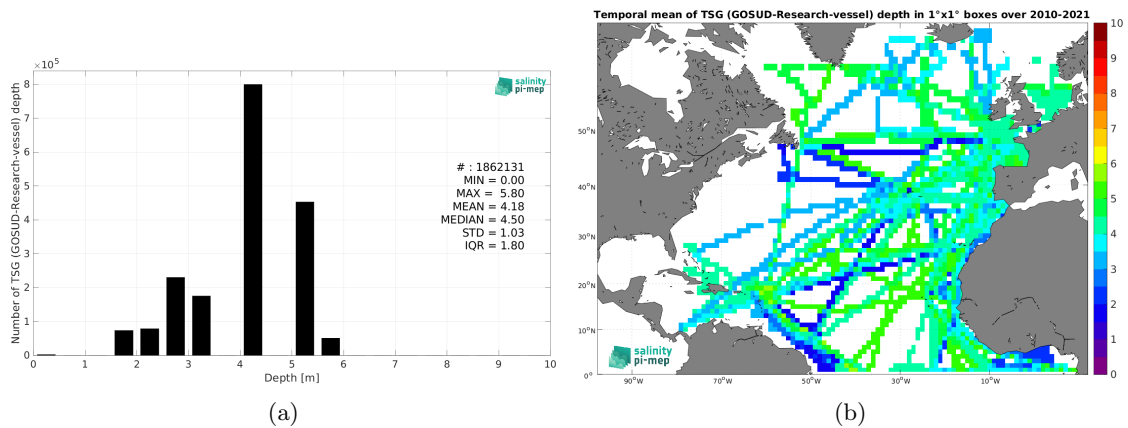 ×10⁵
8
7
6
5
4
3
2
1
0
Number of TSG (GOSUD-Research-vessel) depth
salinity
pi-mep
# : 1862131
MIN = 0.00
MAX = 5.80
MEAN = 4.18
MEDIAN = 4.50
STD = 1.03
IQR = 1.80
0 1 2 3 4 5 6 7 8 9 10
Depth [m]
(a)
Temporal mean of TSG (GOSUD-Research-vessel) depth in 1°x1° boxes over 2010-2021
50°N
40°N
30°N
20°N
10°N
0°
90°W 70°W 50°W 30°W 10°W
salinity
pi-mep
10
9
8
7
6
5
4
3
2
1
0
(b)